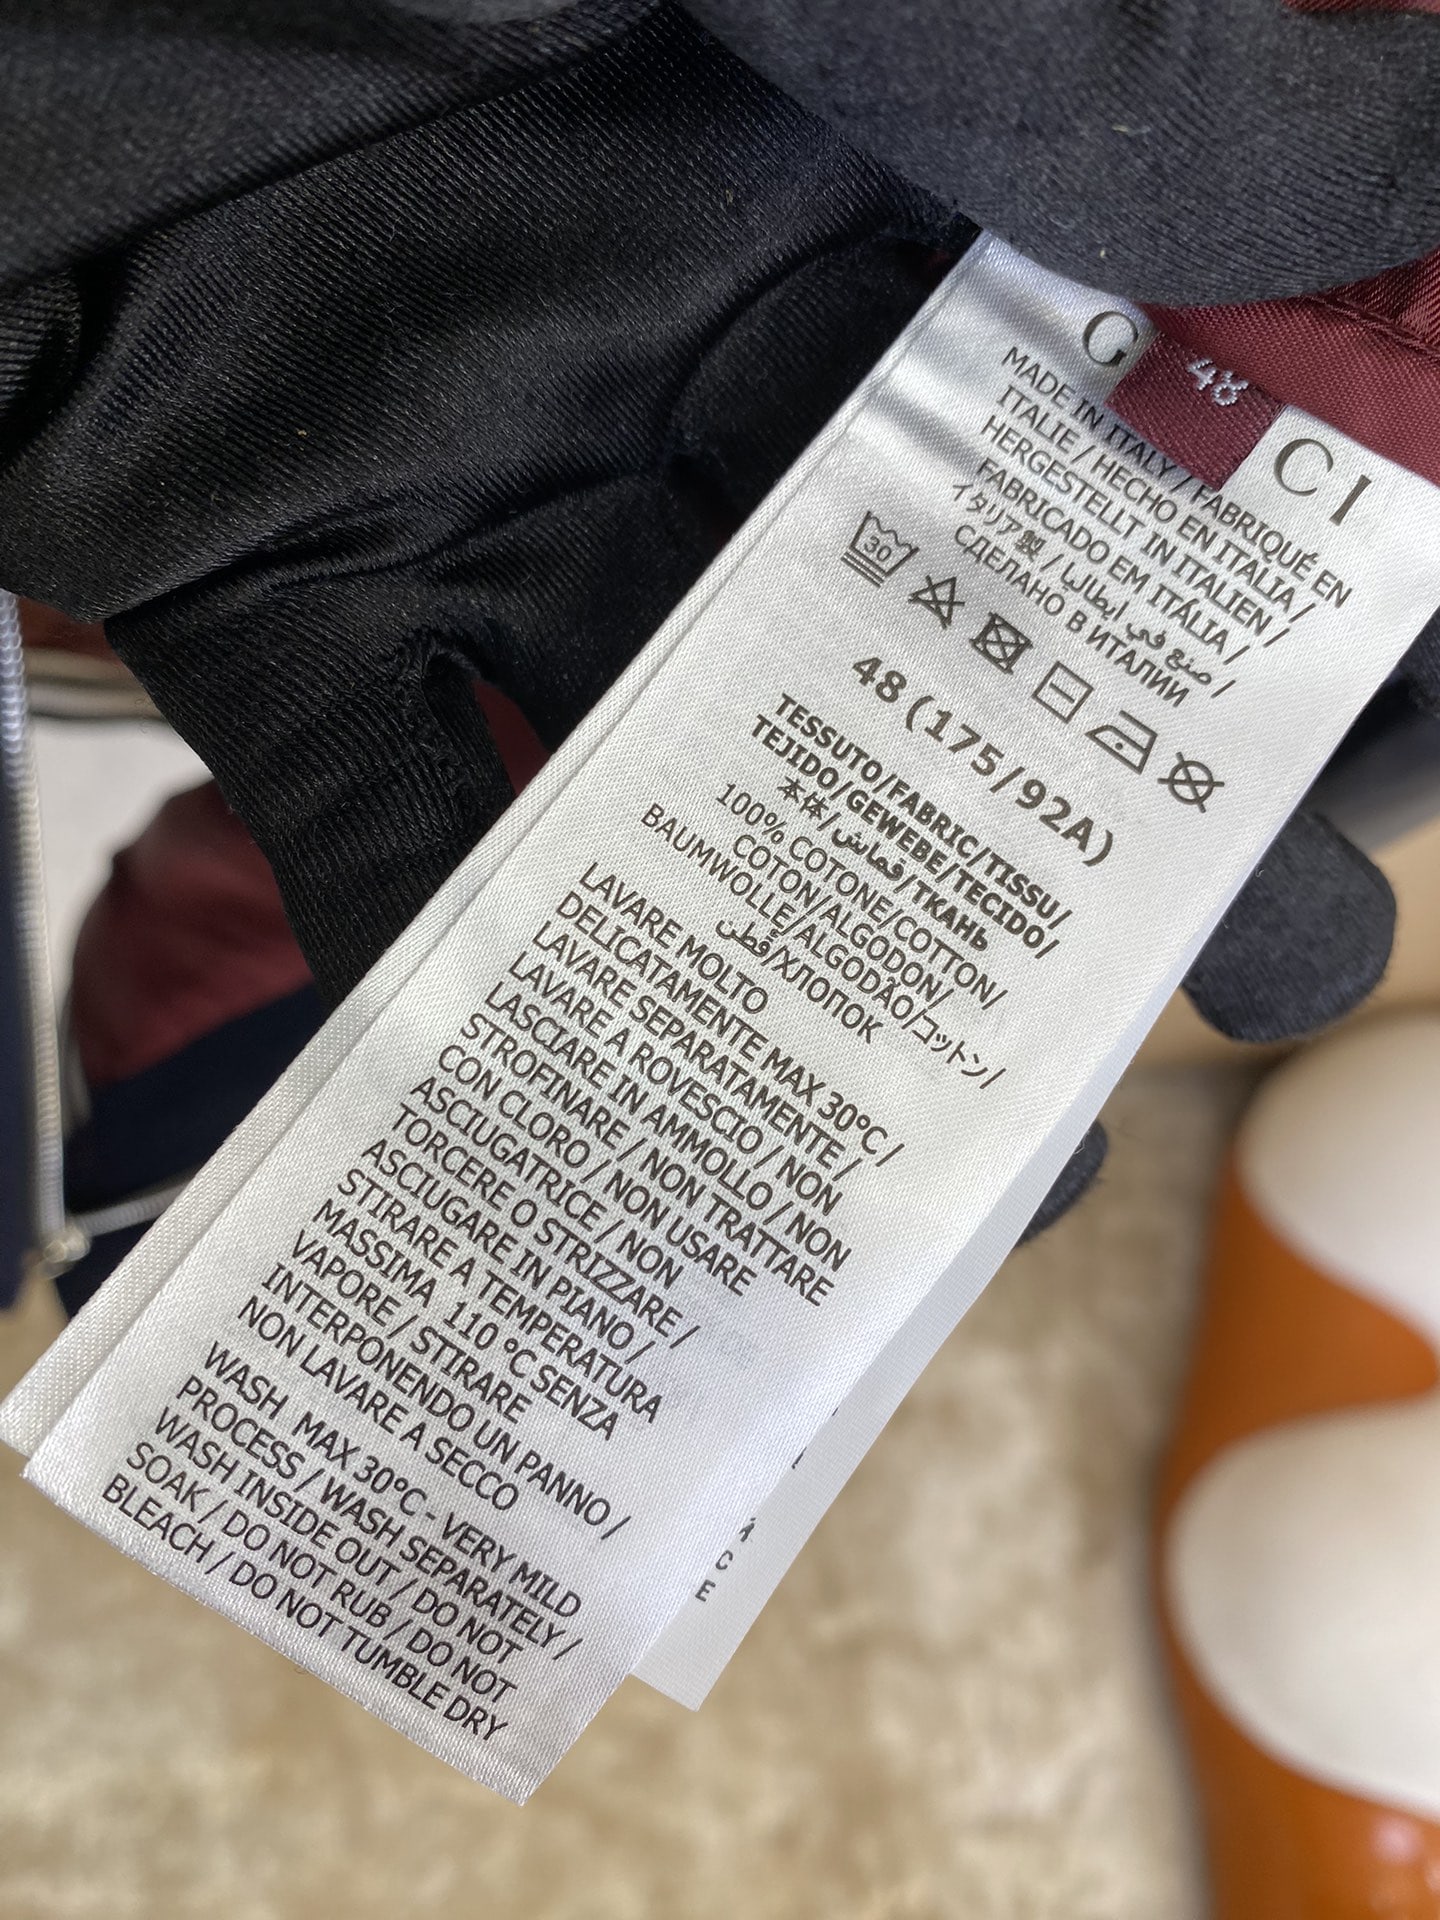 G
48
CI
MADE IN ITALY / FABRIQUÉ EN
ITALIE / HECHO EN ITALIA /
HERGESTELLT IN ITALIEN /
FABRICADO EM ITÁLIA /
イタリア製 / صنع في ايطاليا /
СДЕЛАНО В ИТАЛИИ
30
48 (175/92A)
TESSUTO/FABRIC/TISSU/
TEJIDO/GEWEBE/TECIDO/
本体/قماش/ТКАНЬ
100% COTONE/COTTON/
COTON/ALGODON/
BAUMWOLLE/ALGODÃO/コットン/
قطن/ХЛОПОК
LAVARE MOLTO
DELICATAMENTE MAX 30°C /
LAVARE SEPARATAMENTE /
LAVARE A ROVESCIO / NON
LASCIARE IN AMMOLLO / NON
STROFINARE / NON TRATTARE
CON CLORO / NON USARE
ASCIUGATRICE / NON
TORCERE O STRIZZARE /
ASCIUGARE IN PIANO /
STIRARE A TEMPERATURA
MASSIMA 110 °C SENZA
VAPORE / STIRARE
INTERPONENDO UN PANNO /
NON LAVARE A SECCO
WASH MAX 30°C - VERY MILD
PROCESS / WASH SEPARATELY /
WASH INSIDE OUT / DO NOT
SOAK / DO NOT RUB / DO NOT
BLEACH / DO NOT TUMBLE DRY